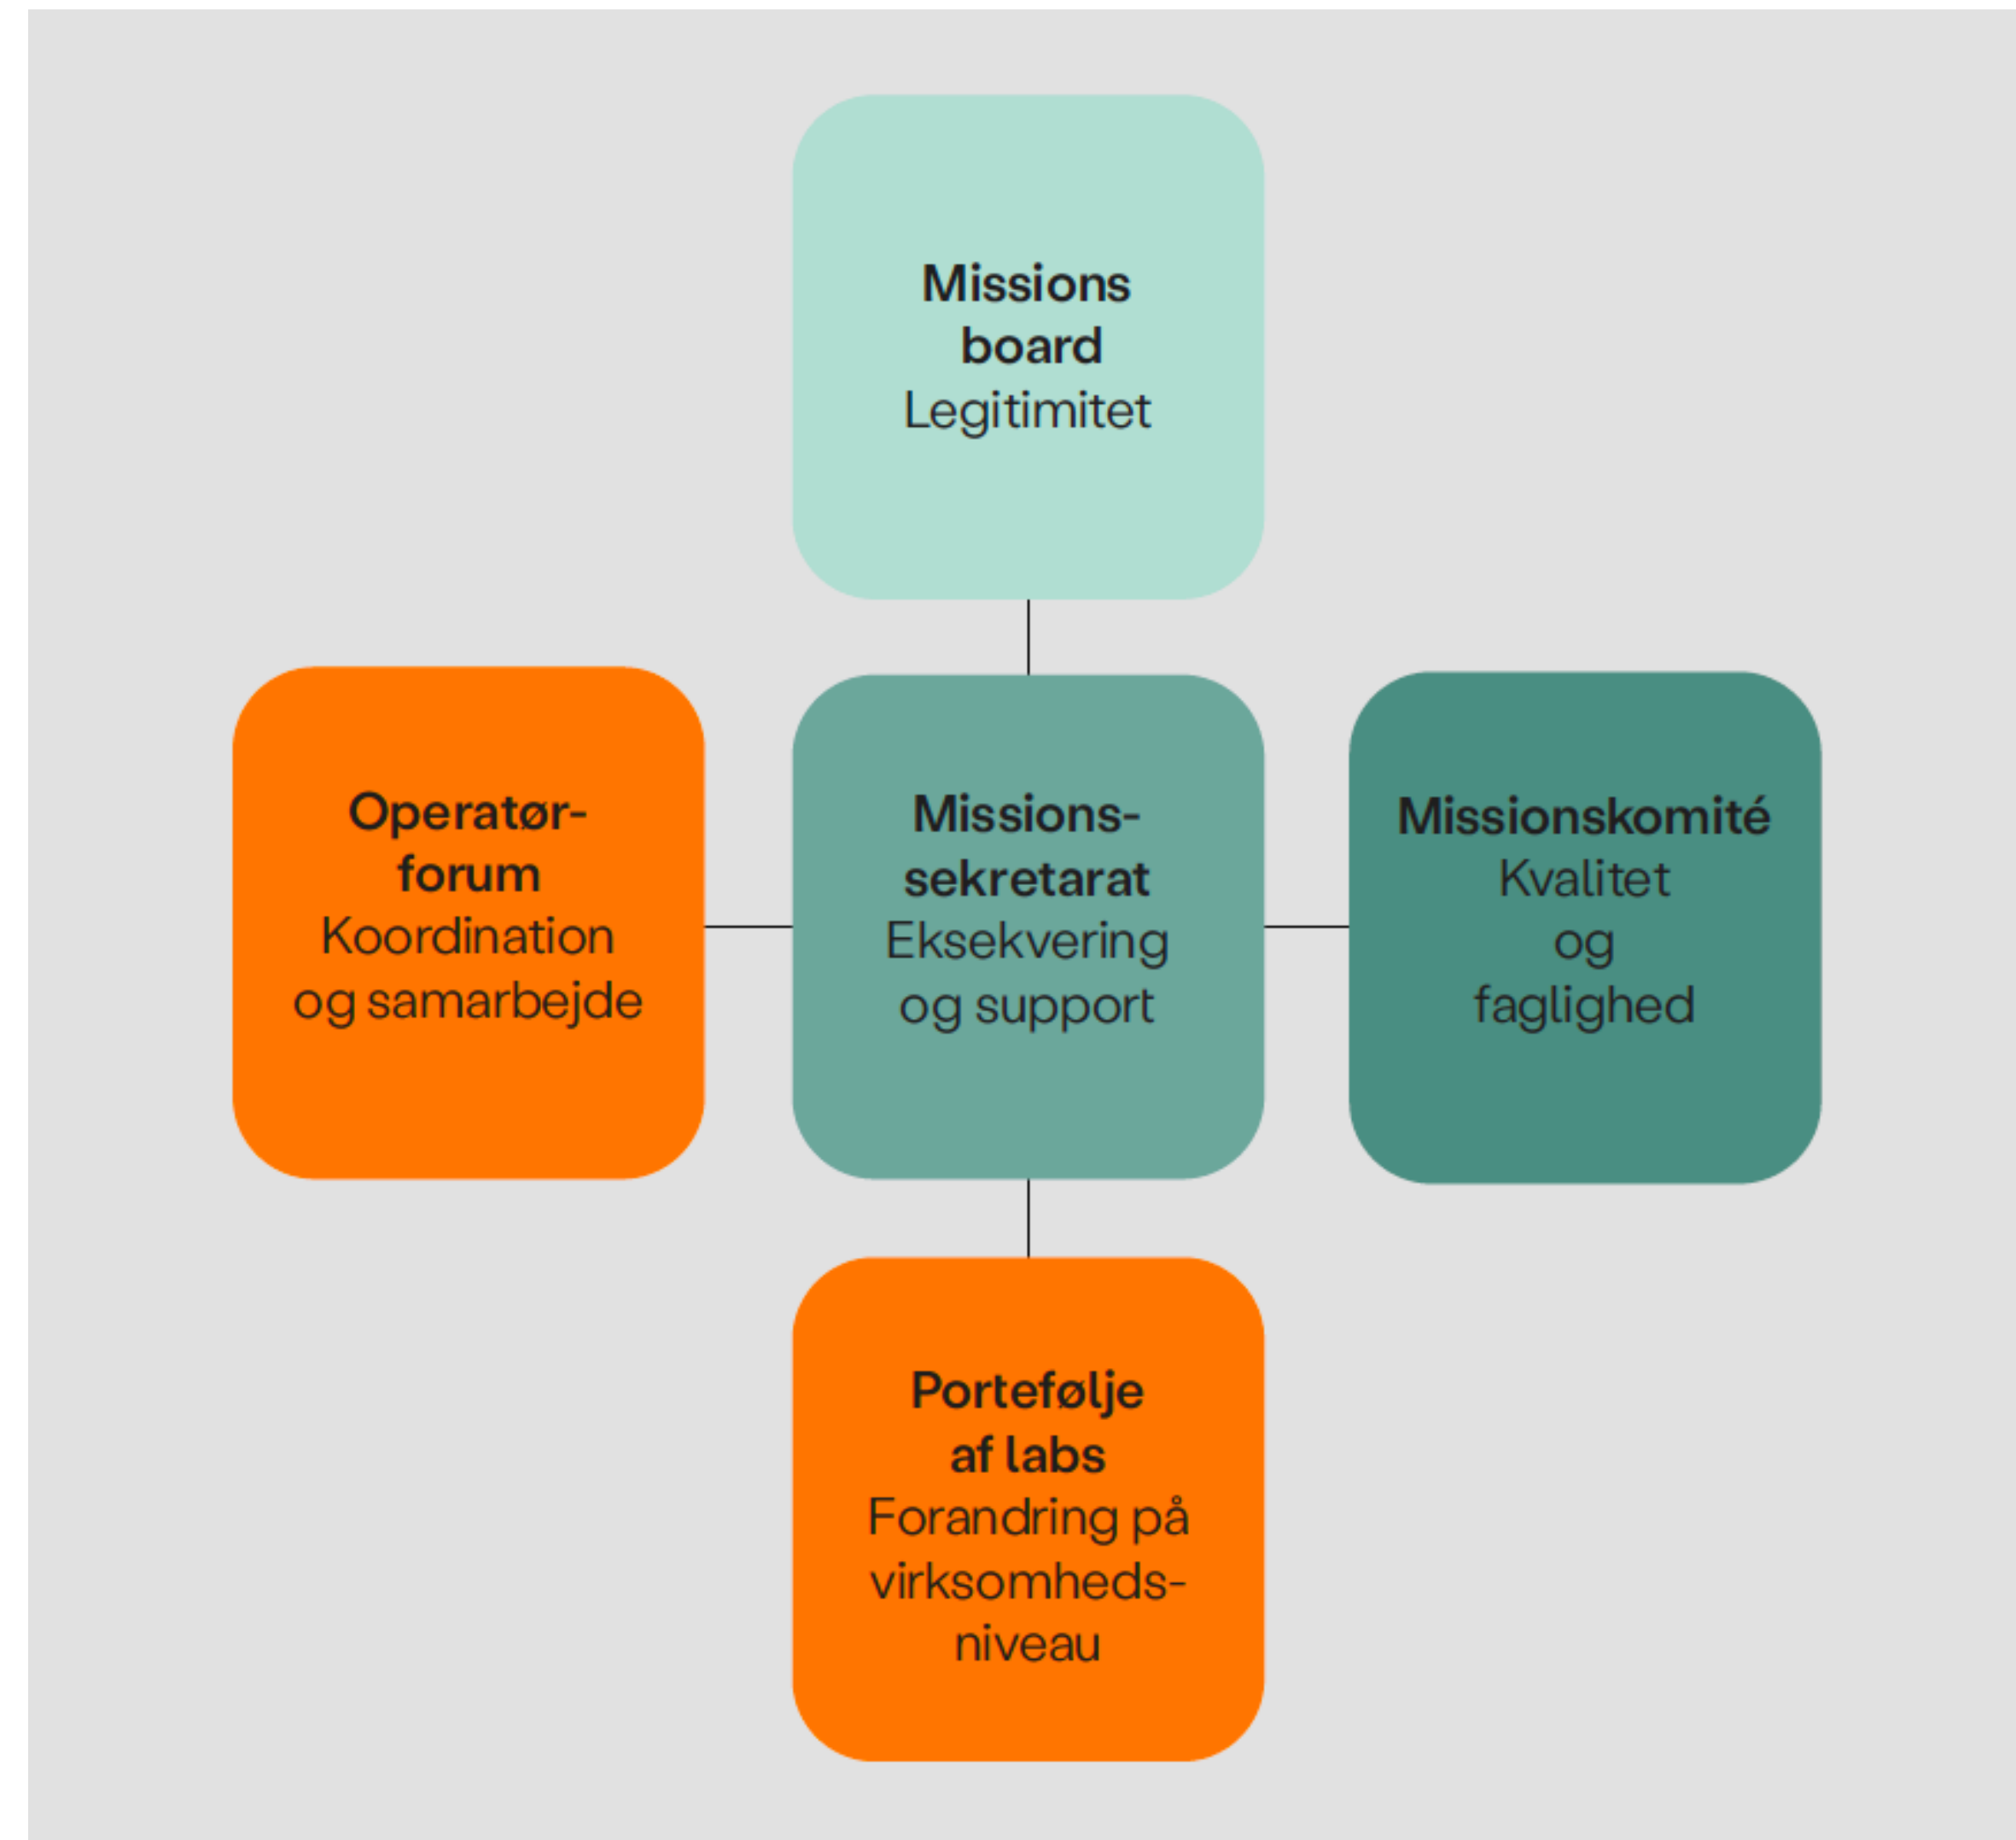 Missions
board
Legitimitet
Operatør-
forum
Koordination
og samarbejde
Missions-
sekretarat
Eksekvering
og support
Missionskomité
Kvalitet
og
faglighed
Portefølje
af labs
Forandring på
virksomheds-
niveau